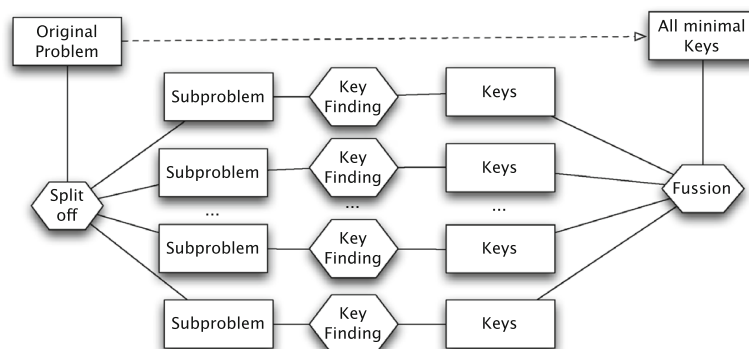 Original
Problem
All minimal
Keys
Subproblem
Key
Finding
Keys
Subproblem
Key
Finding
Keys
Split
off
...
...
...
Fussion
Subproblem
Key
Finding
Keys
Subproblem
Key
Finding
Keys